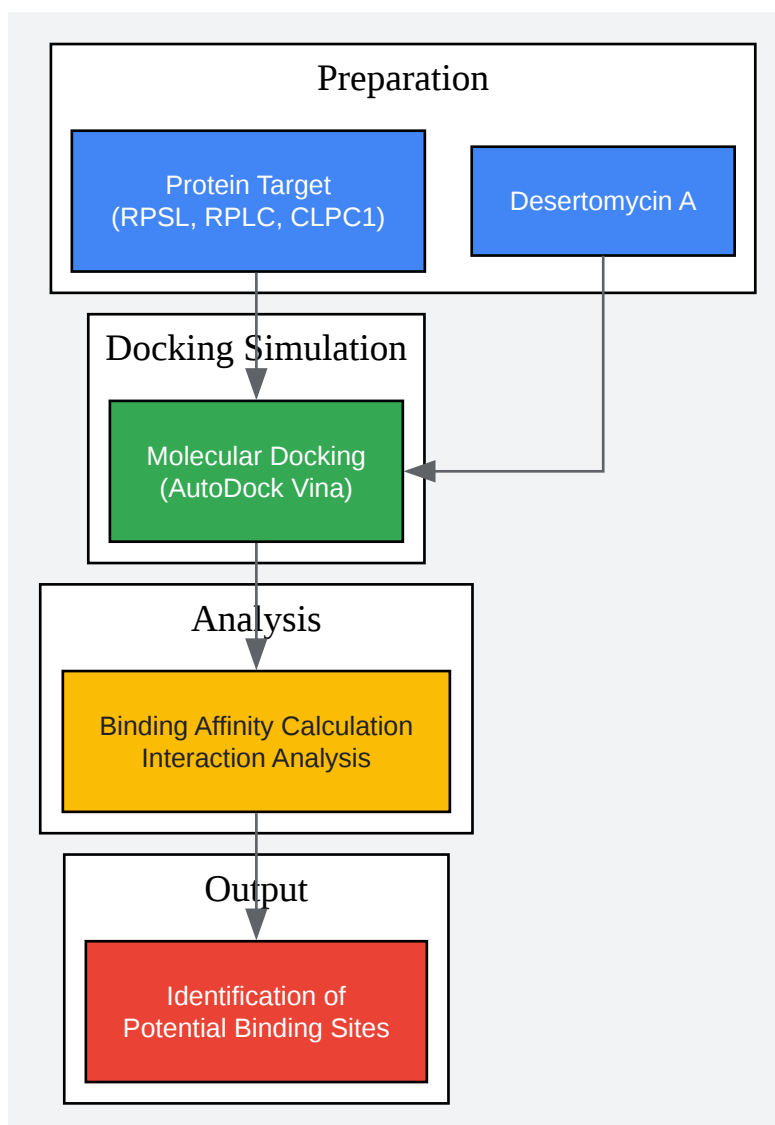 Preparation
Protein Target
(RPSL, RPLC, CLPC1)
Desertomycin A
Docking Simulation
Molecular Docking
(AutoDock Vina)
Analysis
Binding Affinity Calculation
Interaction Analysis
Output
Identification of
Potential Binding Sites